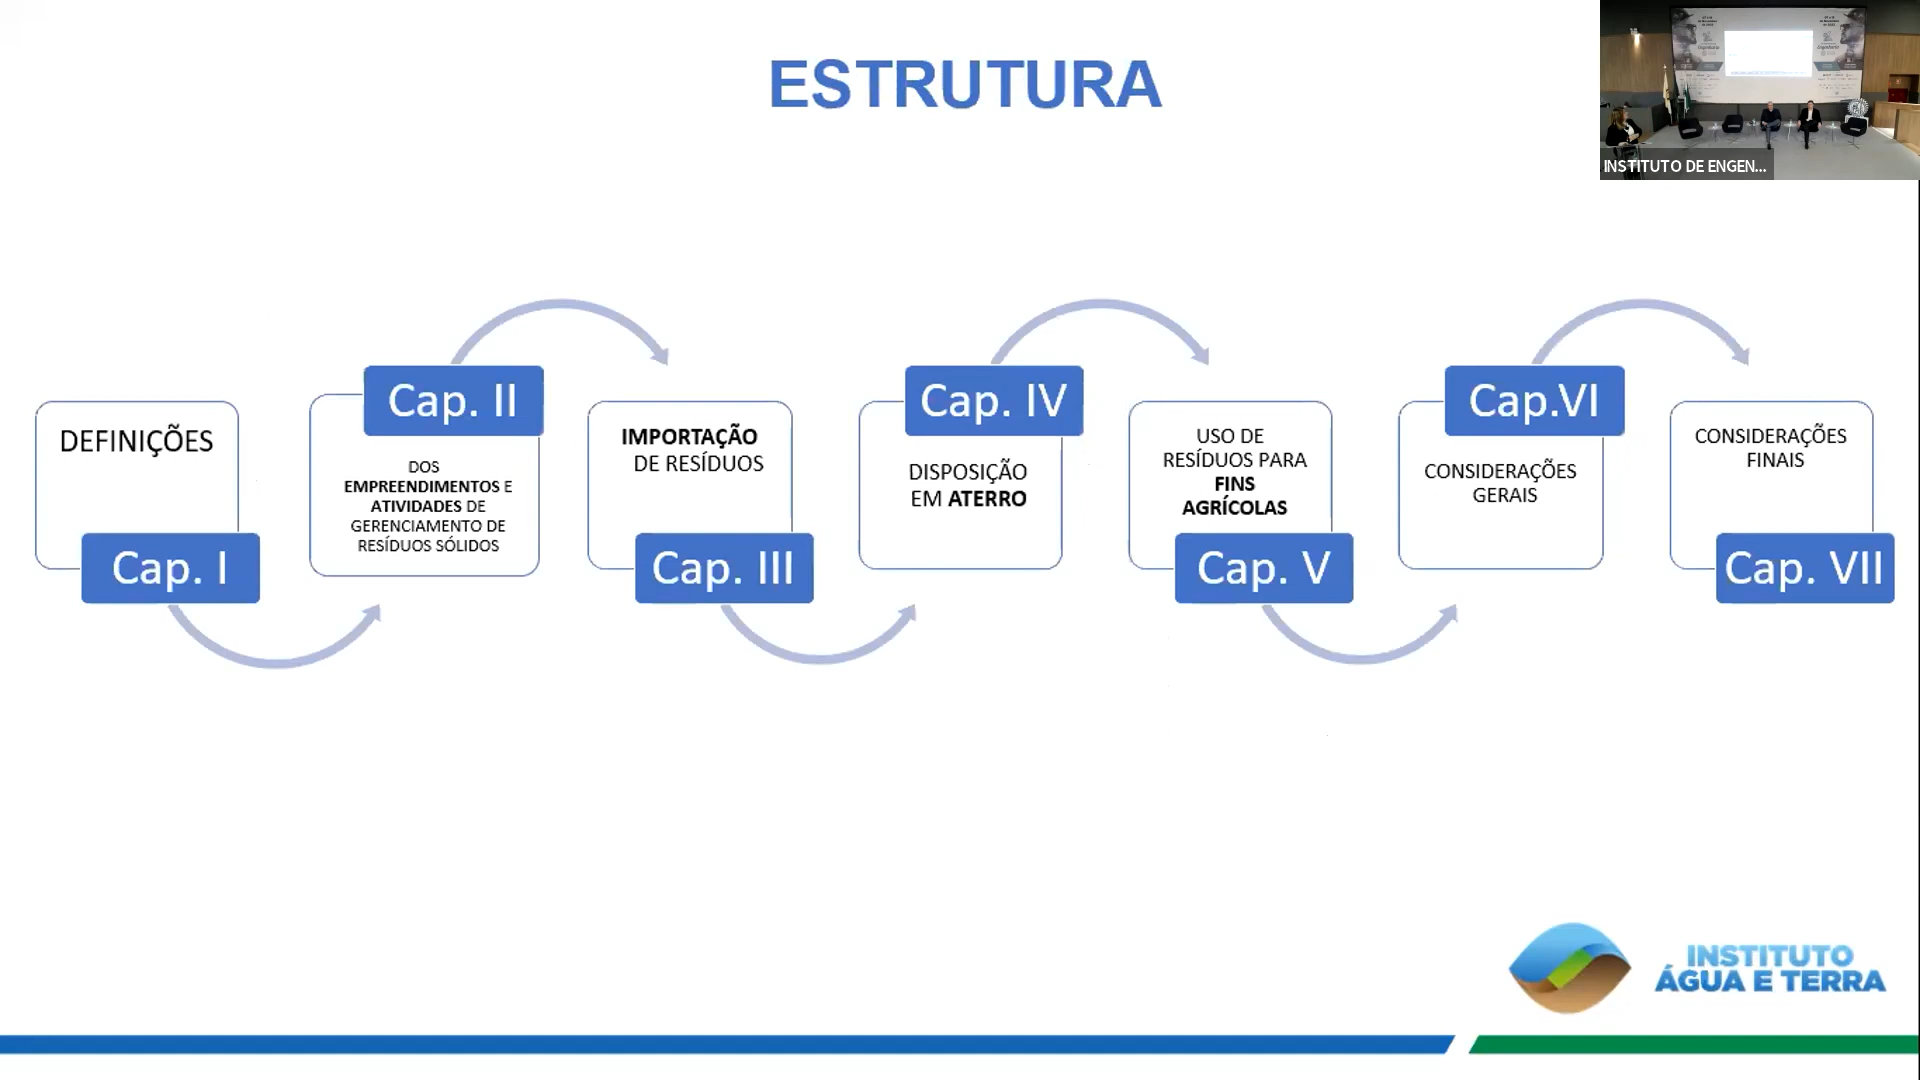 ESTRUTURA
INSTITUTO DE ENGEN...
DEFINIÇÕES
Cap. I
Cap. II
DOS
EMPREENDIMENTOS E
ATIVIDADES DE
GERENCIAMENTO DE
RESÍDUOS SÓLIDOS
IMPORTAÇÃO
DE RESÍDUOS
Cap. III
Cap. IV
DISPOSIÇÃO
EM ATERRO
USO DE
RESÍDUOS PARA
FINS
AGRÍCOLAS
Cap. V
Cap.VI
CONSIDERAÇÕES
GERAIS
CONSIDERAÇÕES
FINAIS
Cap. VII
INSTITUTO
ÁGUA E TERRA